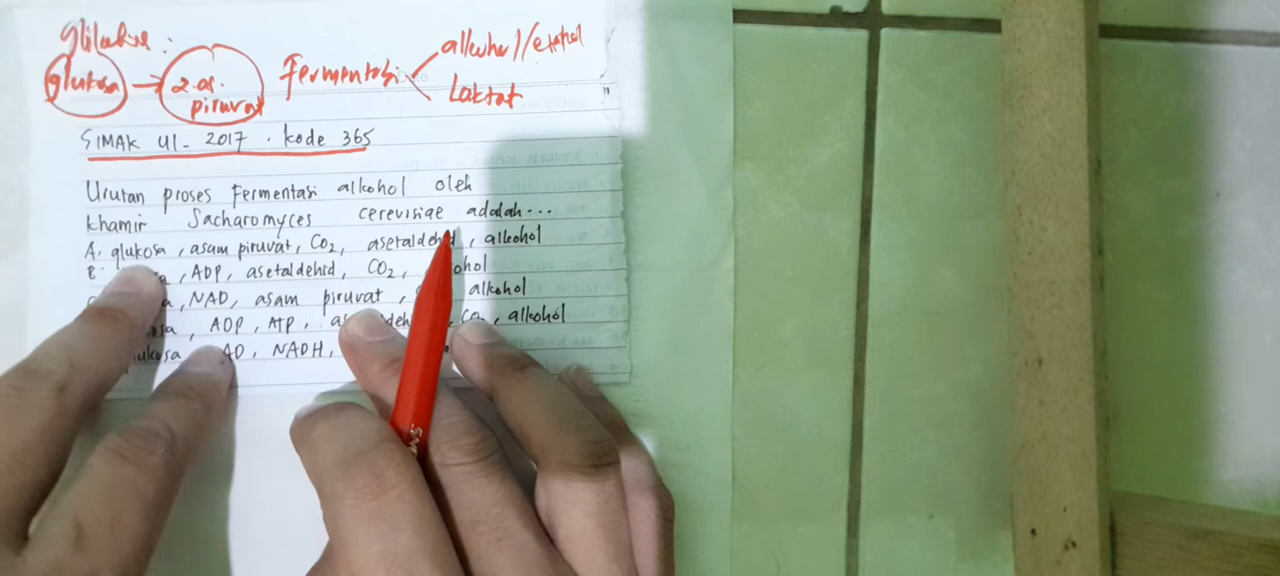 glikolisis :
glukosa → 2 as. piruvat
Fermentasi < alkohol/etanol
Laktat
SIMAK UI - 2017 . kode 365
Urutan proses Fermentasi alkohol oleh
khamir Sacharomyces cerevisiae adalah...
A. glukosa, asam piruvat, CO2, asetaldehid, alkohol
B. , ADP, asetaldehid, CO2,
, NAD, asam piruvat, alkohol
, ADP, ATP, CO2, alkohol
NADH,